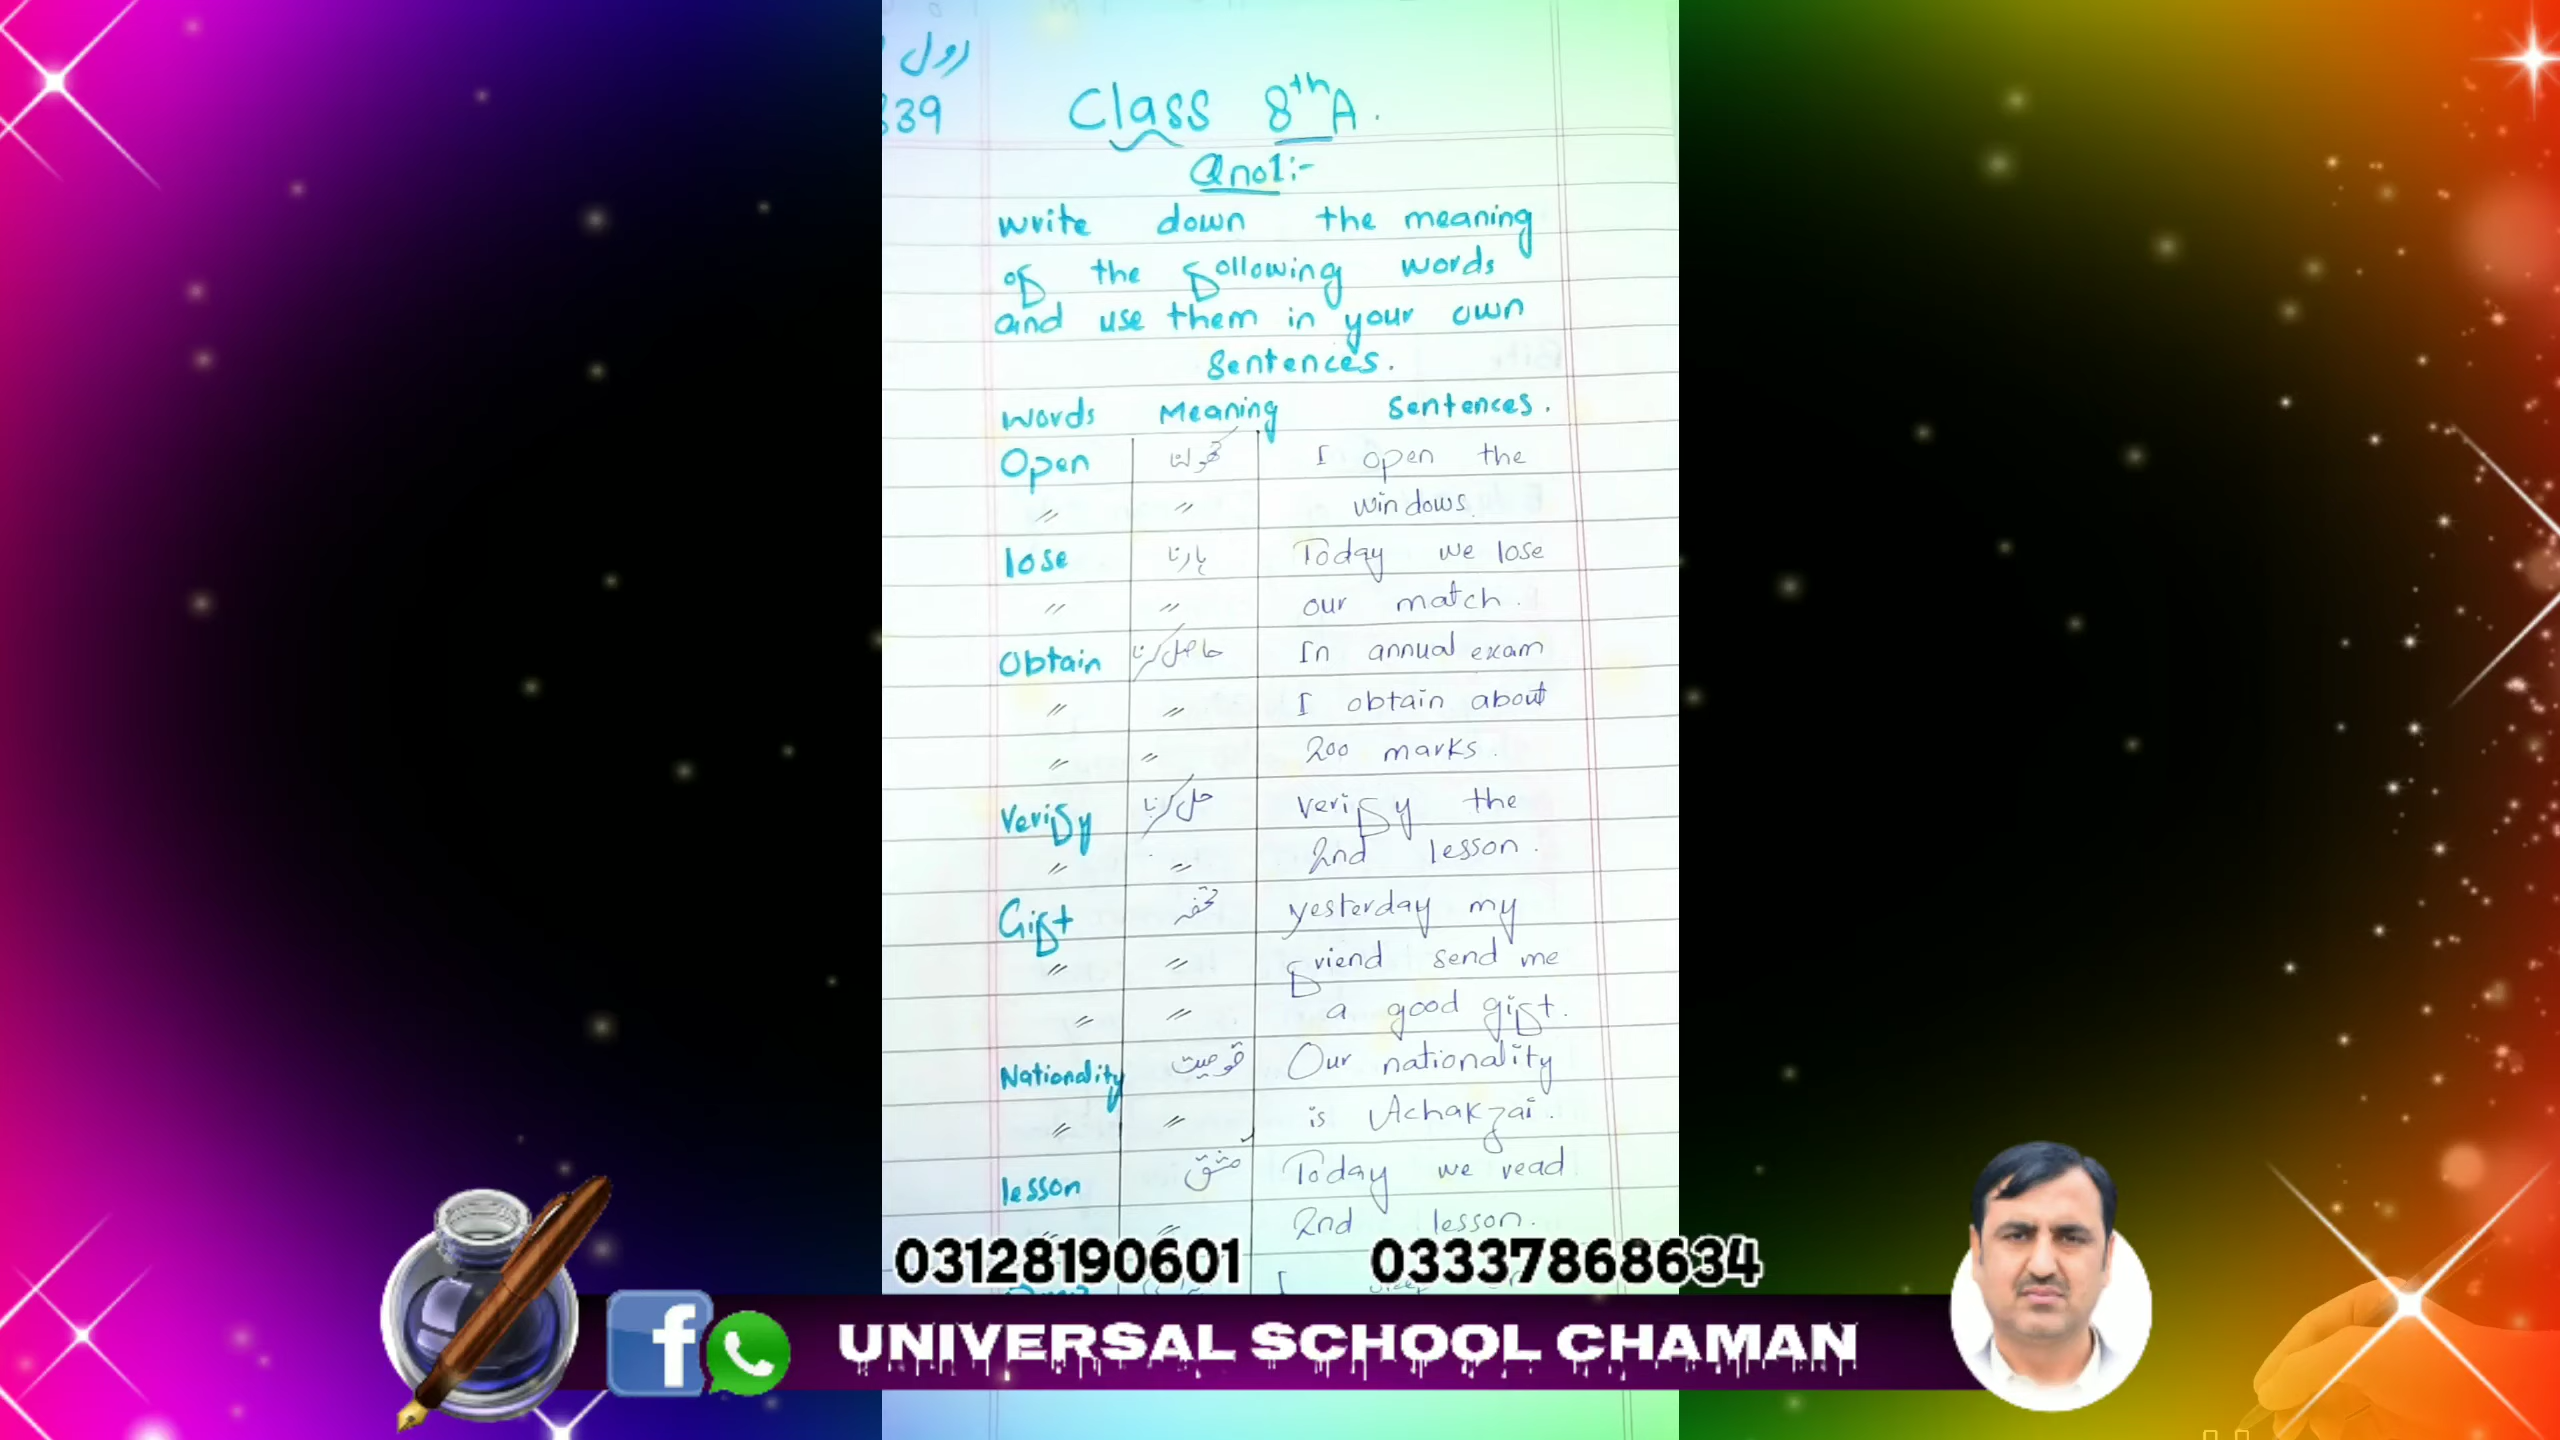 رول
39
Class 8th A.
Q no1:-
write down the meaning
of the following words
and use them in your own
sentences.
Words Meaning Sentences.
Open کھولنا I open the
〃 〃 windows.
lose ہارنا Today we lose
〃 〃 our match.
Obtain حاصل کرنا In annual exam
〃 〃 I obtain about
〃 〃 200 marks.
Verify حل کرنا verify the
〃 〃 2nd lesson.
Gift تحفہ yesterday my
〃 〃 friend send me
〃 〃 a good gift.
Nationality قومیت Our nationality
〃 〃 is Achakzai.
lesson مشق Today we read
〃 〃 2nd lesson.
03128190601 03337868634
I
UNIVERSAL SCHOOL CHAMAN